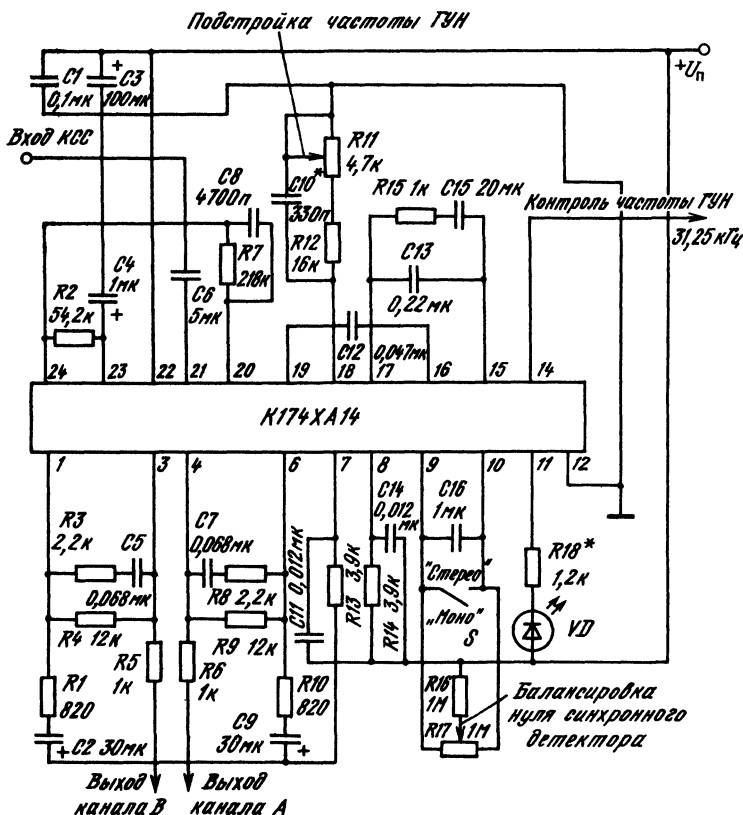 Подстройка частоты ГУН
C1
0,1мк
+
C3
100мк
+Uп
Вход КСС
R11
4,7к
C8
4700п
C10*
330п
R15 1к
C15 20мк
Контроль частоты ГУН
31,25 кГц
R7
218к
R12
16к
C13
0,22мк
C4
1мк
+
R2
54,2к
C6
5мк
C12
0,047мк
24
23
22
21
20
19
18
17
16
15
14
К174ХА14
1
3
4
6
7
8
9
10
11
12
R3
2,2к
C5
0,068мк
C7
0,068мк
R8 2,2к
C11 0,012мк
C14
0,012
мк
C16
1мк
R18*
1,2к
R4 12к
R9 12к
R13 3,9к
R14 3,9к
"Стерео"
„Моно"
S
VD
R5
1к
R6
1к
R1
820
R10
820
R16
1М
Балансировка
нуля синхронного
детектора
R17
1М
+
C2 30мк
C9
30мк
+
Выход
канала В
Выход
канала А